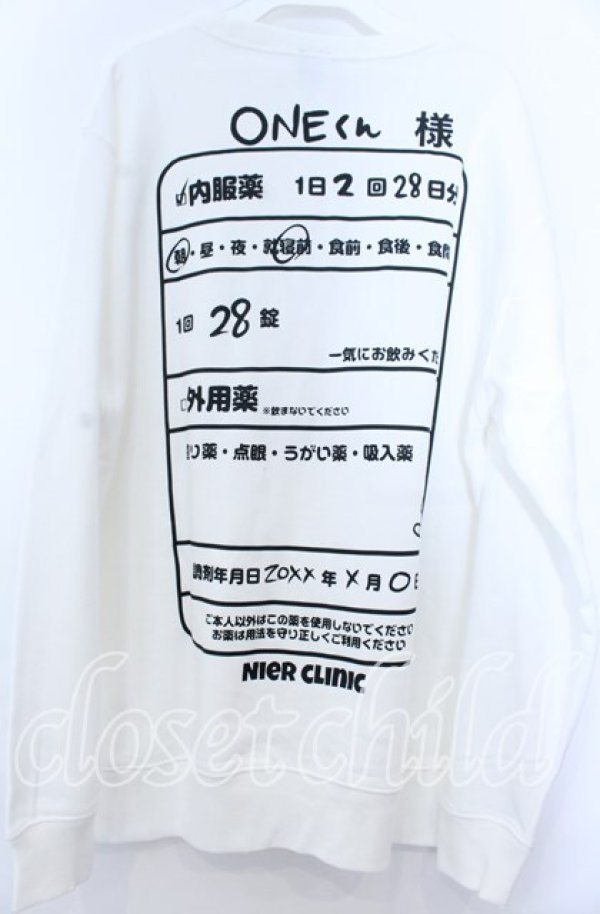 ONEくん 様
内服薬 1日2回28日分
朝・昼・夜・就寝前・食前・食後・食間
1回 28 錠
一気にお飲みくだ
外用薬 ※飲まないでください
り薬・点眼・うがい薬・吸入薬
調剤年月日20XX年X月0日
ご本人以外はこの薬を使用しないでください
お薬は用法を守り正しくご利用ください
NieR CLINIC
closet child